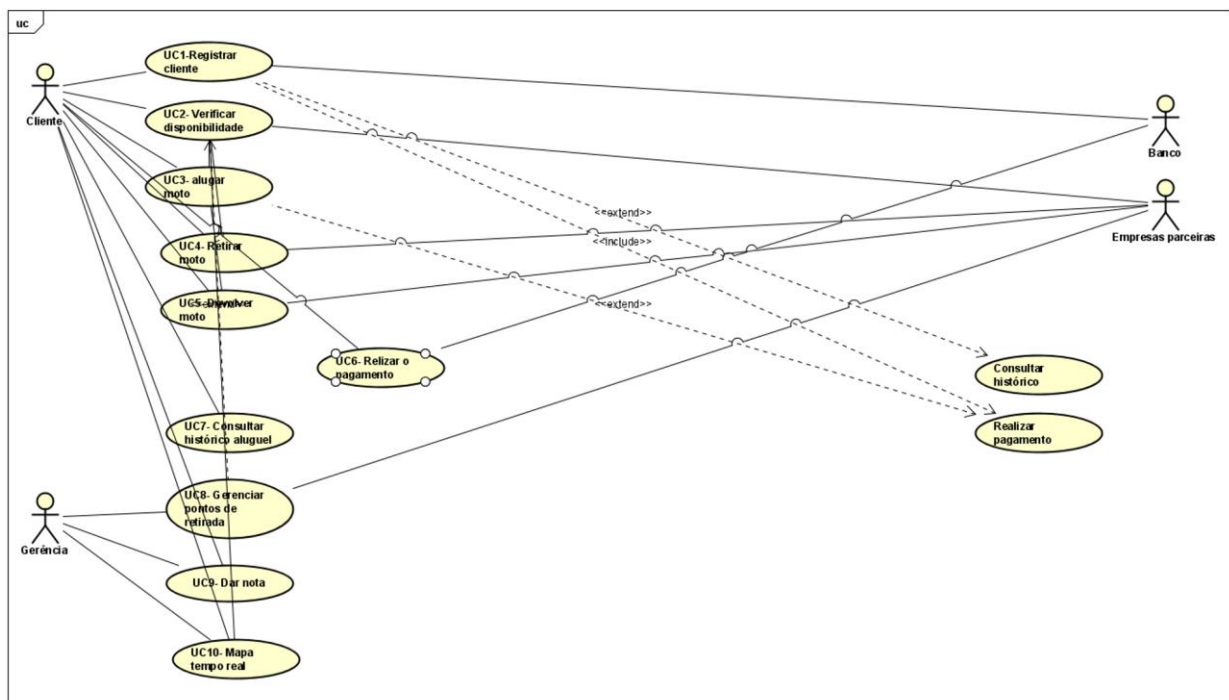 uc
UC1-Registrar
cliente
Cliente
UC2- Verificar
disponibilidade
Banco
UC3- alugar
moto
Empresas parceiras
<<extend>>
UC4- Retirar
moto
<<include>>
UC5- Devolver
moto
<<extend>>
UC6- Relizar o
pagamento
Consultar
histórico
UC7- Consultar
histórico aluguel
Realizar
pagamento
UC8- Gerenciar
pontos de
retirada
Gerência
UC9- Dar nota
UC10- Mapa
tempo real